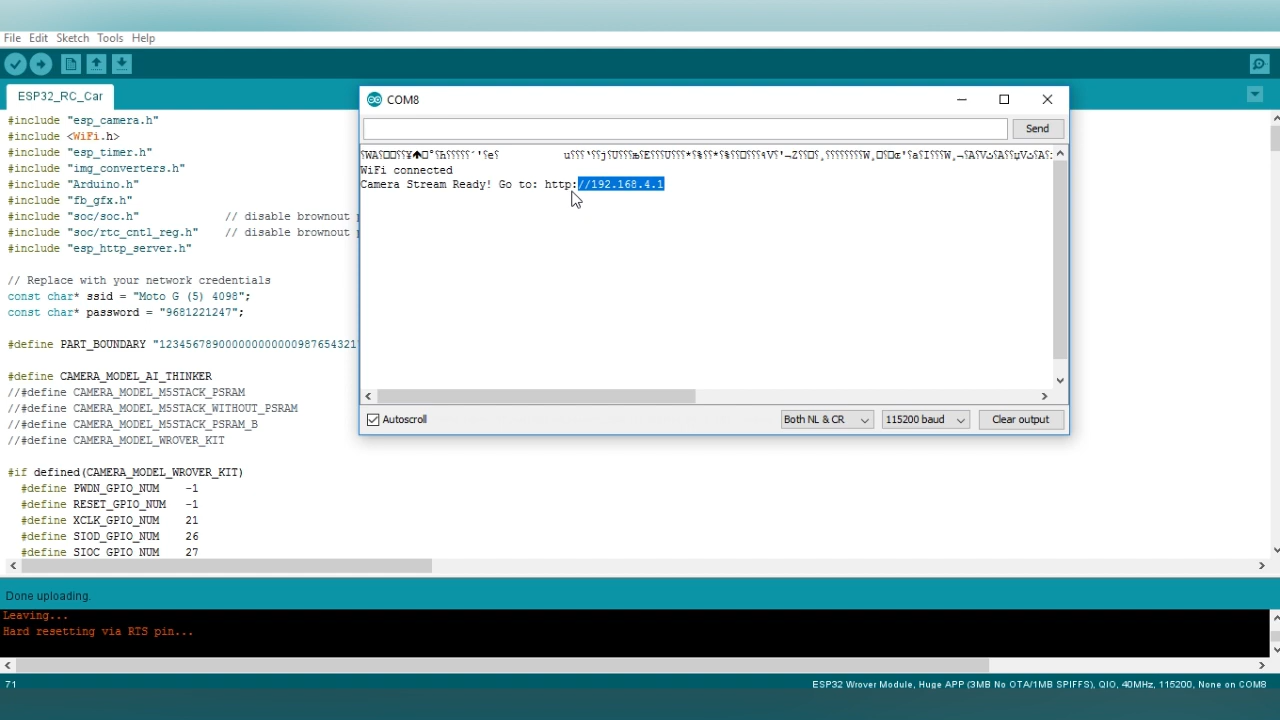 File Edit Sketch Tools Help
ESP32_RC_Car
#include "esp_camera.h"
#include <WiFi.h>
#include "esp_timer.h"
#include "img_converters.h"
#include "Arduino.h"
#include "fb_gfx.h"
#include "soc/soc.h" // disable brownout
#include "soc/rtc_cntl_reg.h" // disable brownout
#include "esp_http_server.h"
// Replace with your network credentials
const char* ssid = "Moto G (5) 4098";
const char* password = "9681221247";
#define PART_BOUNDARY "123456789000000000000987654321
#define CAMERA_MODEL_AI_THINKER
//#define CAMERA_MODEL_M5STACK_PSRAM
//#define CAMERA_MODEL_M5STACK_WITHOUT_PSRAM
//#define CAMERA_MODEL_M5STACK_PSRAM_B
//#define CAMERA_MODEL_WROVER_KIT
#if defined(CAMERA_MODEL_WROVER_KIT)
#define PWDN_GPIO_NUM -1
#define RESET_GPIO_NUM -1
#define XCLK_GPIO_NUM 21
#define SIOD_GPIO_NUM 26
#define SIOC_GPIO_NUM 27
COM8
Send
WiFi connected
Camera Stream Ready! Go to: http://192.168.4.1
Autoscroll
Both NL & CR
115200 baud
Clear output
Done uploading.
Leaving...
Hard resetting via RTS pin...
71
ESP32 Wrover Module, Huge APP (3MB No OTA/1MB SPIFFS), QIO, 40MHz, 115200, None on COM8